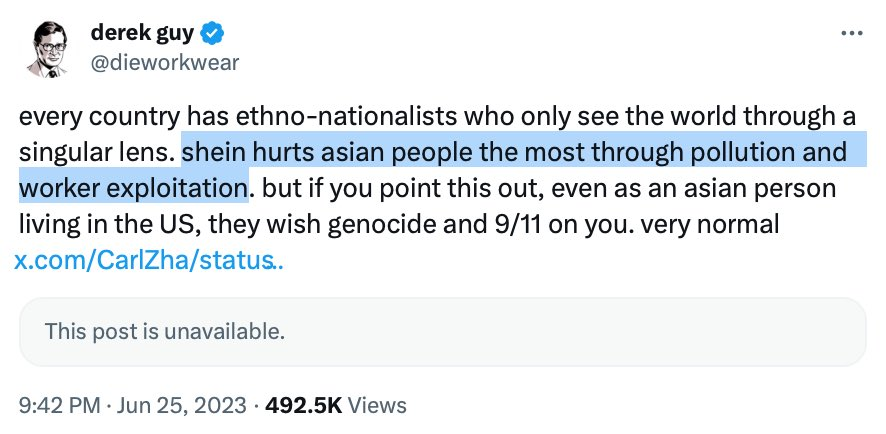 derek guy
@dieworkwear
every country has ethno-nationalists who only see the world through a
singular lens. shein hurts asian people the most through pollution and
worker exploitation. but if you point this out, even as an asian person
living in the US, they wish genocide and 9/11 on you. very normal
x.com/CarlZha/status..
This post is unavailable.
9:42 PM · Jun 25, 2023 · 492.5K Views